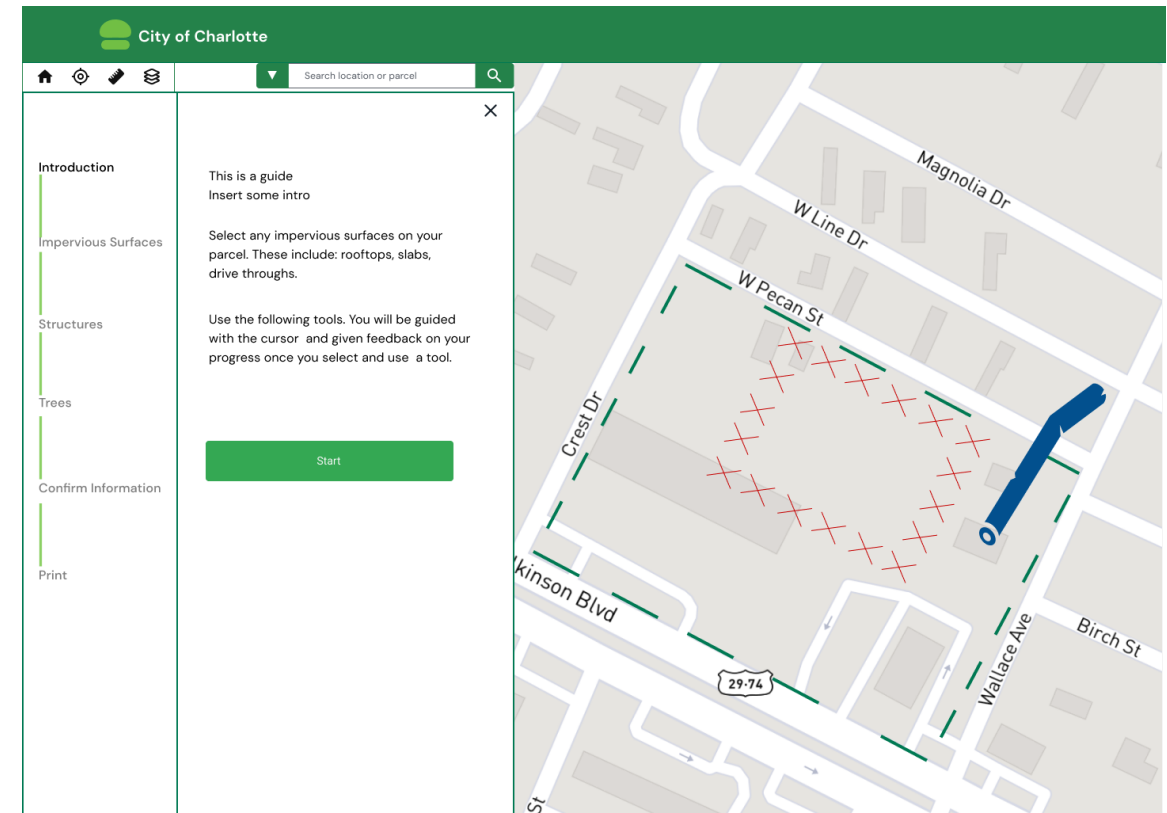 City of Charlotte
Search location or parcel
Introduction
Impervious Surfaces
Structures
Trees
Confirm Information
Print
This is a guide
Insert some intro
Select any impervious surfaces on your
parcel. These include: rooftops, slabs,
drive throughs.
Use the following tools. You will be guided
with the cursor and given feedback on your
progress once you select and use a tool.
Start
Magnolia Dr
W Line Dr
W Pecan St
Crest Dr
lkinson Blvd
29-74
Wallace Ave
Birch St
St